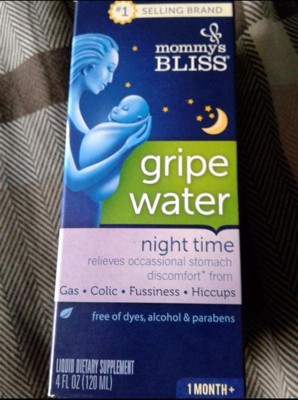 #1 SELLING BRAND
mommy's
BLISS®
gripe
water
night time
relieves occassional stomach
discomfort* from
Gas • Colic • Fussiness • Hiccups
free of dyes, alcohol & parabens
LIQUID DIETARY SUPPLEMENT
4 FL OZ (120 ML)
1 MONTH+